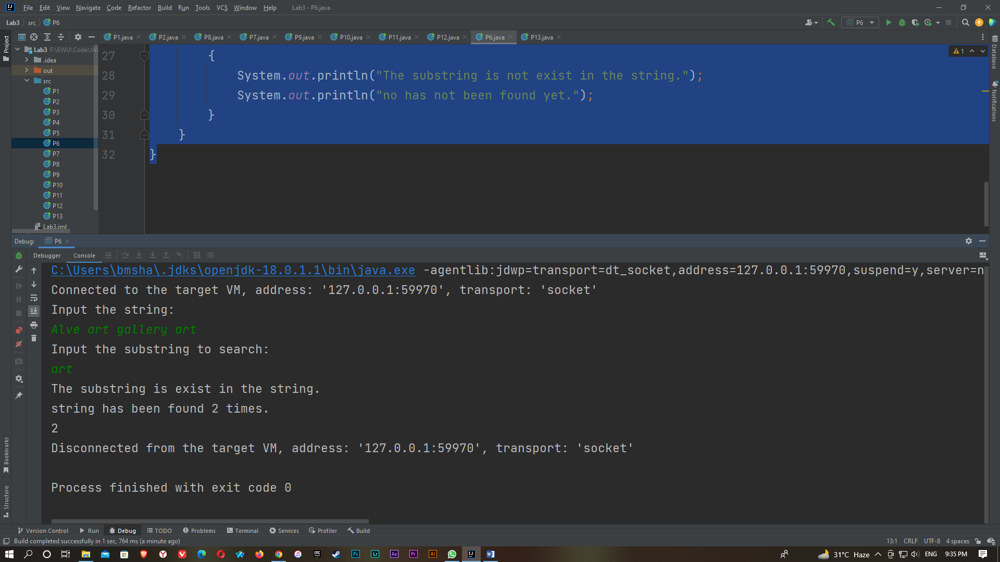 File Edit View Navigate Code Refactor Build Run Tools VCS Window Help Lab3 - P6.java
Lab3 src P6 P6
P1.java P2.java P8.java P7.java P9.java P10.java P11.java P12.java P6.java P13.java
Project
Lab3 F:\EWU\Code\JA
.idea
out
src
P1
P2
P3
P4
P5
P6
P7
P8
P9
P10
P11
P12
P13
Lab3.iml
27 {
28 System.out.println("The substring is not exist in the string.");
29 System.out.println("no has not been found yet.");
30 }
31 }
32 }
1
Database
Notifications
Debug: P6
Debugger Console
C:\Users\bmsha\.jdks\openjdk-18.0.1.1\bin\java.exe -agentlib:jdwp=transport=dt_socket,address=127.0.0.1:59970,suspend=y,server=n
Connected to the target VM, address: '127.0.0.1:59970', transport: 'socket'
Input the string:
Alve art gallery art
Input the substring to search:
art
The substring is exist in the string.
string has been found 2 times.
2
Disconnected from the target VM, address: '127.0.0.1:59970', transport: 'socket'
Process finished with exit code 0
Bookmarks
Structure
Version Control Run Debug TODO Problems Terminal Services Profiler Build
Build completed successfully in 1 sec, 764 ms (a minute ago) 13:1 CRLF UTF-8 4 spaces
Ps Lr Ae Pr Ai IJ W 31°C Haze ENG 9:35 PM